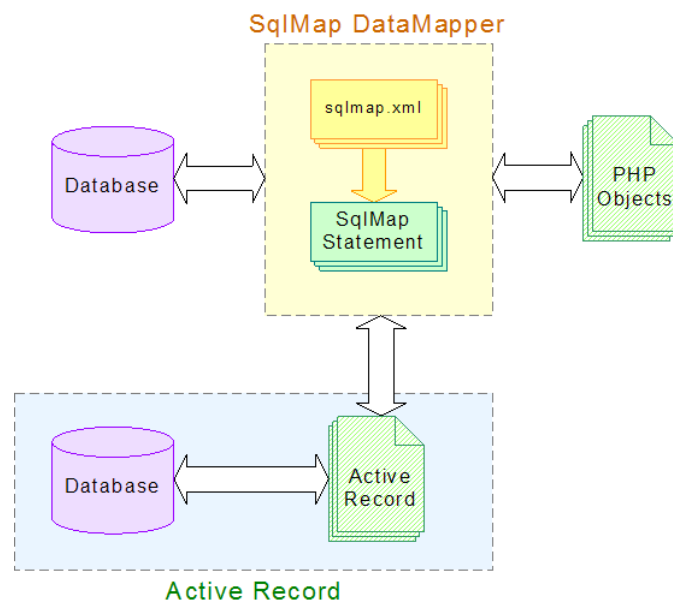 SqlMap DataMapper
sqlmap.xml
Database
PHP
Objects
SqlMap
Statement
Database
Active
Record
Active Record